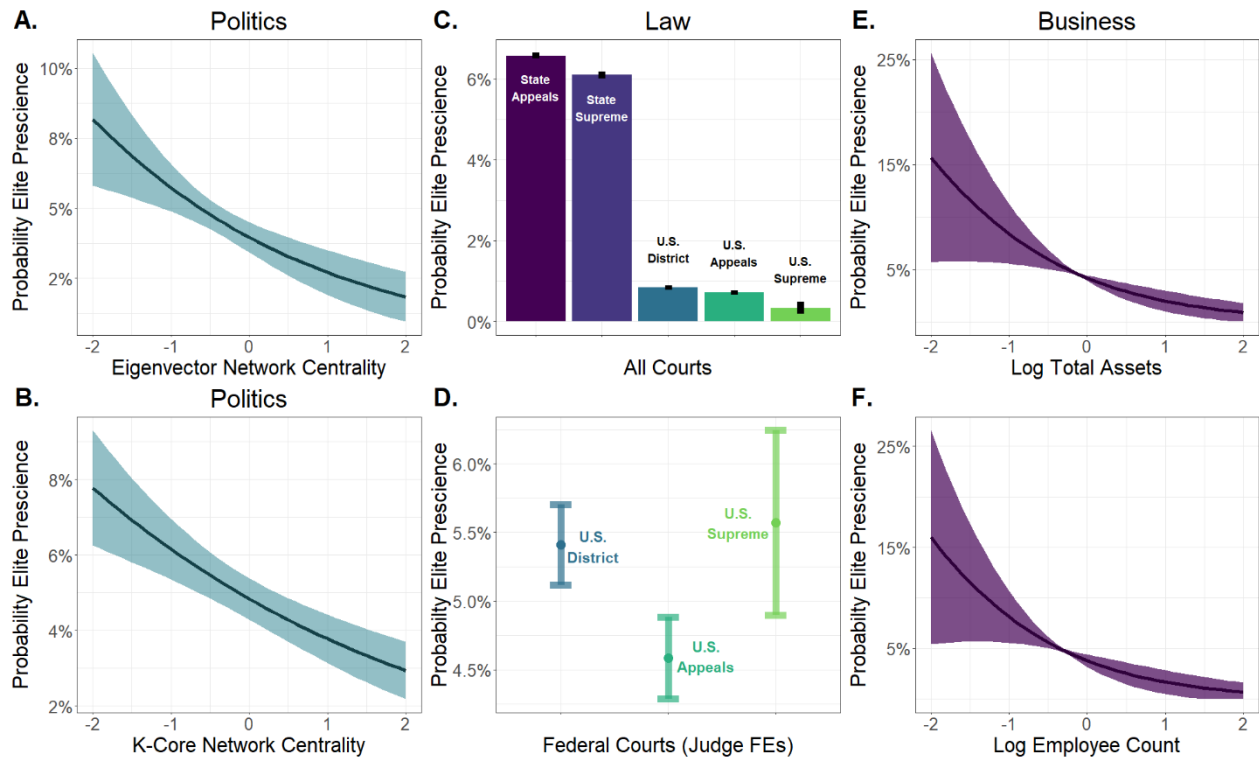 A.
Politics
Probability Elite Prescience
10%
8%
5%
2%
-2 -1 0 1 2
Eigenvector Network Centrality
C.
Law
Probability Elite Prescience
6%
4%
2%
0%
State
Appeals
State
Supreme
U.S.
District
U.S.
Appeals
U.S.
Supreme
All Courts
E.
Business
Probability Elite Prescience
25%
15%
5%
-2 -1 0 1 2
Log Total Assets
B.
Politics
Probability Elite Prescience
8%
6%
4%
2%
-2 -1 0 1 2
K-Core Network Centrality
D.
Probability Elite Prescience
6.0%
5.5%
5.0%
4.5%
U.S.
District
U.S.
Appeals
U.S.
Supreme
Federal Courts (Judge FEs)
F.
Probability Elite Prescience
25%
15%
5%
-2 -1 0 1 2
Log Employee Count